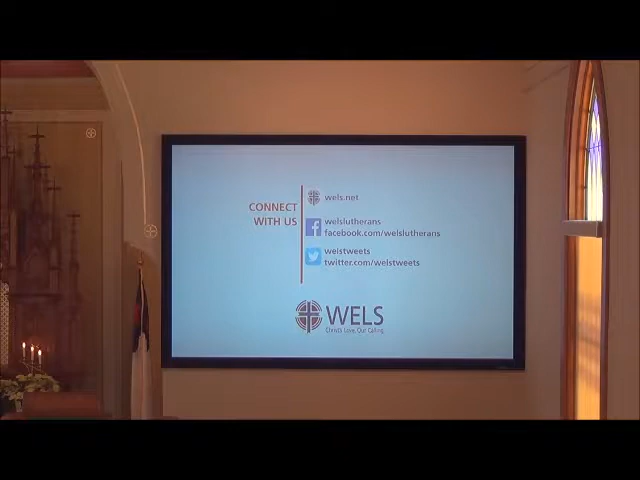 CONNECT
WITH US
wels.net
welslutherans
facebook.com/welslutherans
welstweets
twitter.com/welstweets
WELS
Christ's Love, Our Calling.